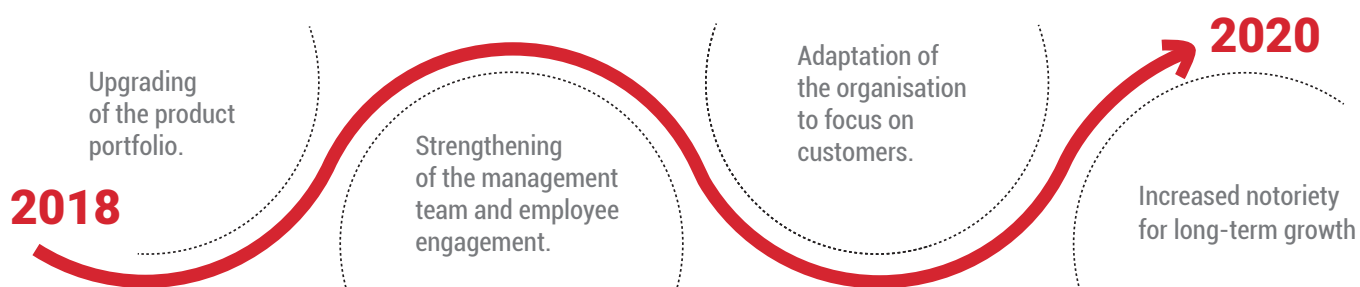 2018
Upgrading
of the product
portfolio.
Strengthening
of the management
team and employee
engagement.
Adaptation of
the organisation
to focus on
customers.
2020
Increased notoriety
for long-term growth